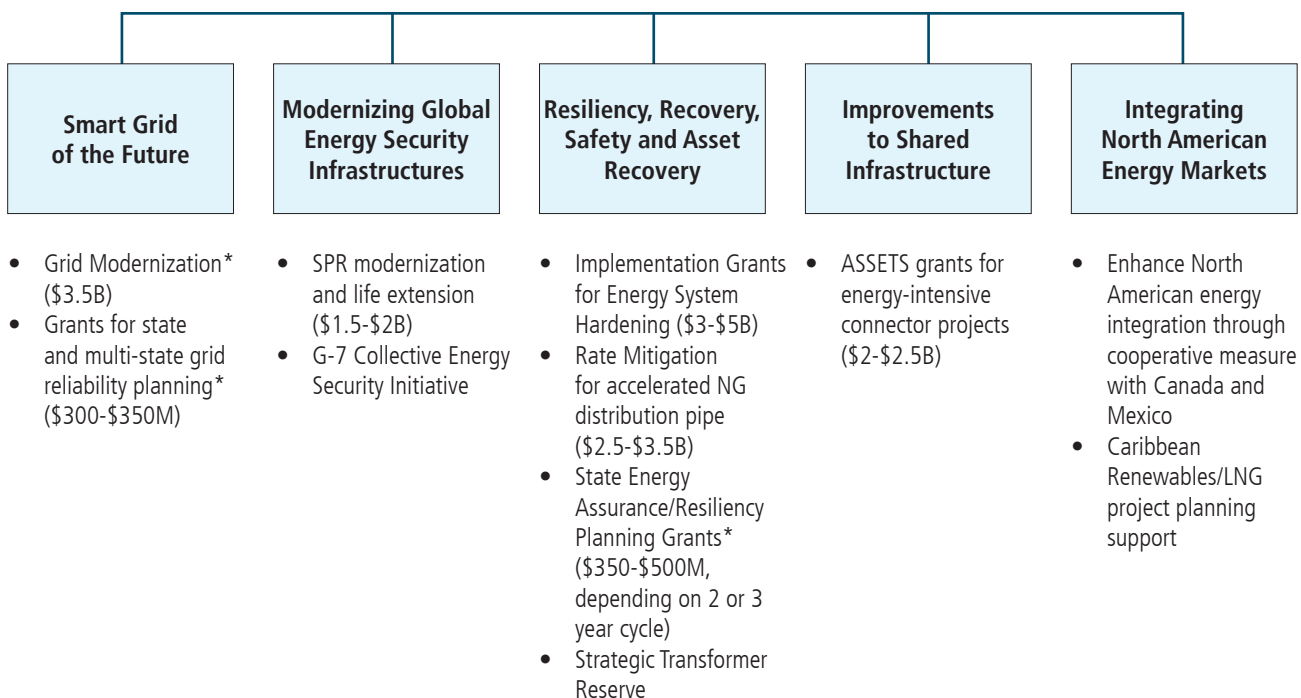 Smart Grid
of the Future
Modernizing Global
Energy Security
Infrastructures
Resiliency, Recovery,
Safety and Asset
Recovery
Improvements
to Shared
Infrastructure
Integrating
North American
Energy Markets
• Grid Modernization*
($3.5B)
• Grants for state
and multi-state grid
reliability planning*
($300-$350M)
• SPR modernization
and life extension
($1.5-$2B)
• G-7 Collective Energy
Security Initiative
• Implementation Grants
for Energy System
Hardening ($3-$5B)
• Rate Mitigation
for accelerated NG
distribution pipe
($2.5-$3.5B)
• State Energy
Assurance/Resiliency
Planning Grants*
($350-$500M,
depending on 2 or 3
year cycle)
• Strategic Transformer
Reserve
• ASSETS grants for
energy-intensive
connector projects
($2-$2.5B)
• Enhance North
American energy
integration through
cooperative measure
with Canada and
Mexico
• Caribbean
Renewables/LNG
project planning
support